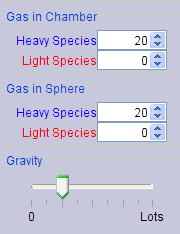 Gas in Chamber
Heavy Species 20
Light Species 0
Gas in Sphere
Heavy Species 20
Light Species 0
Gravity
0 Lots